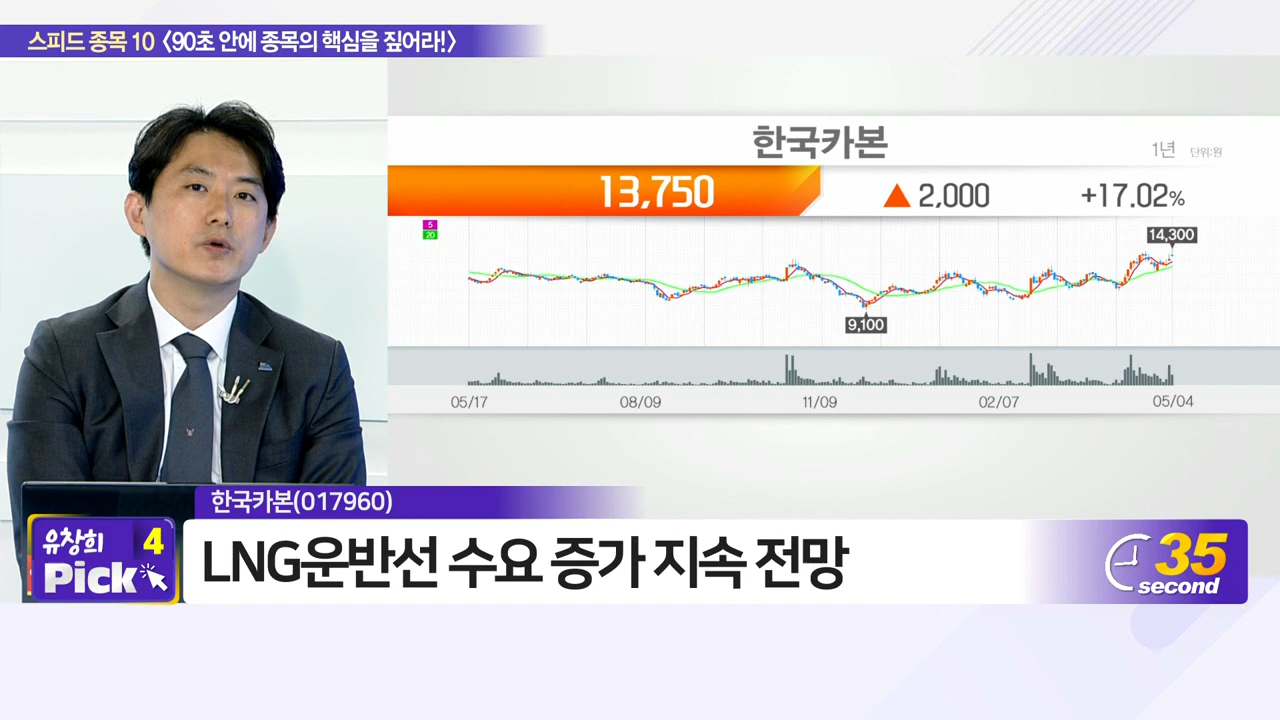 스피드 종목 10 〈90초 안에 종목의 핵심을 짚어라!〉
한국카본
1년 단위:원
13,750 ▲ 2,000 +17.02%
5
20
14,300
9,100
05/17 08/09 11/09 02/07 05/04
한국카본(017960)
유창희 4
Pick
LNG운반선 수요 증가 지속 전망
35
second